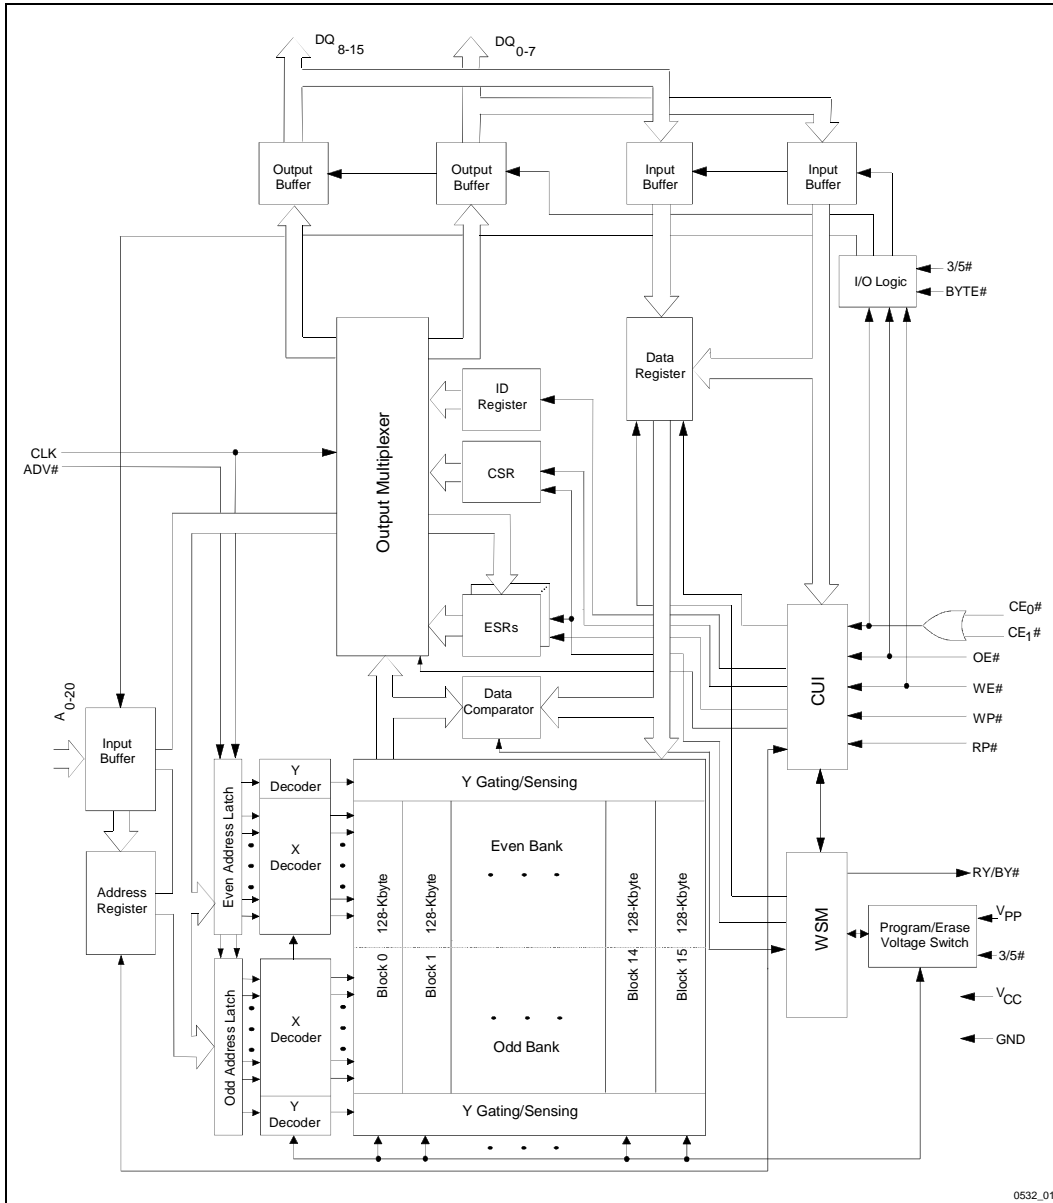 DQ 8-15
DQ 0-7
Output Buffer
Output Buffer
Input Buffer
Input Buffer
I/O Logic
3/5#
BYTE#
Output Multiplexer
ID Register
CSR
ESRs
Data Register
CLK
ADV#
CE0#
CE1#
OE#
WE#
WP#
RP#
CUI
A0-20
Input Buffer
Address Register
Data Comparator
Even Address Latch
Odd Address Latch
Y Decoder
X Decoder
X Decoder
Y Decoder
Y Gating/Sensing
Even Bank
Block 0 128-Kbyte
Block 1 128-Kbyte
Block 14 128-Kbyte
Block 15 128-Kbyte
Odd Bank
Y Gating/Sensing
WSM
RY/BY#
Program/Erase Voltage Switch
VPP
3/5#
VCC
GND
0532_01